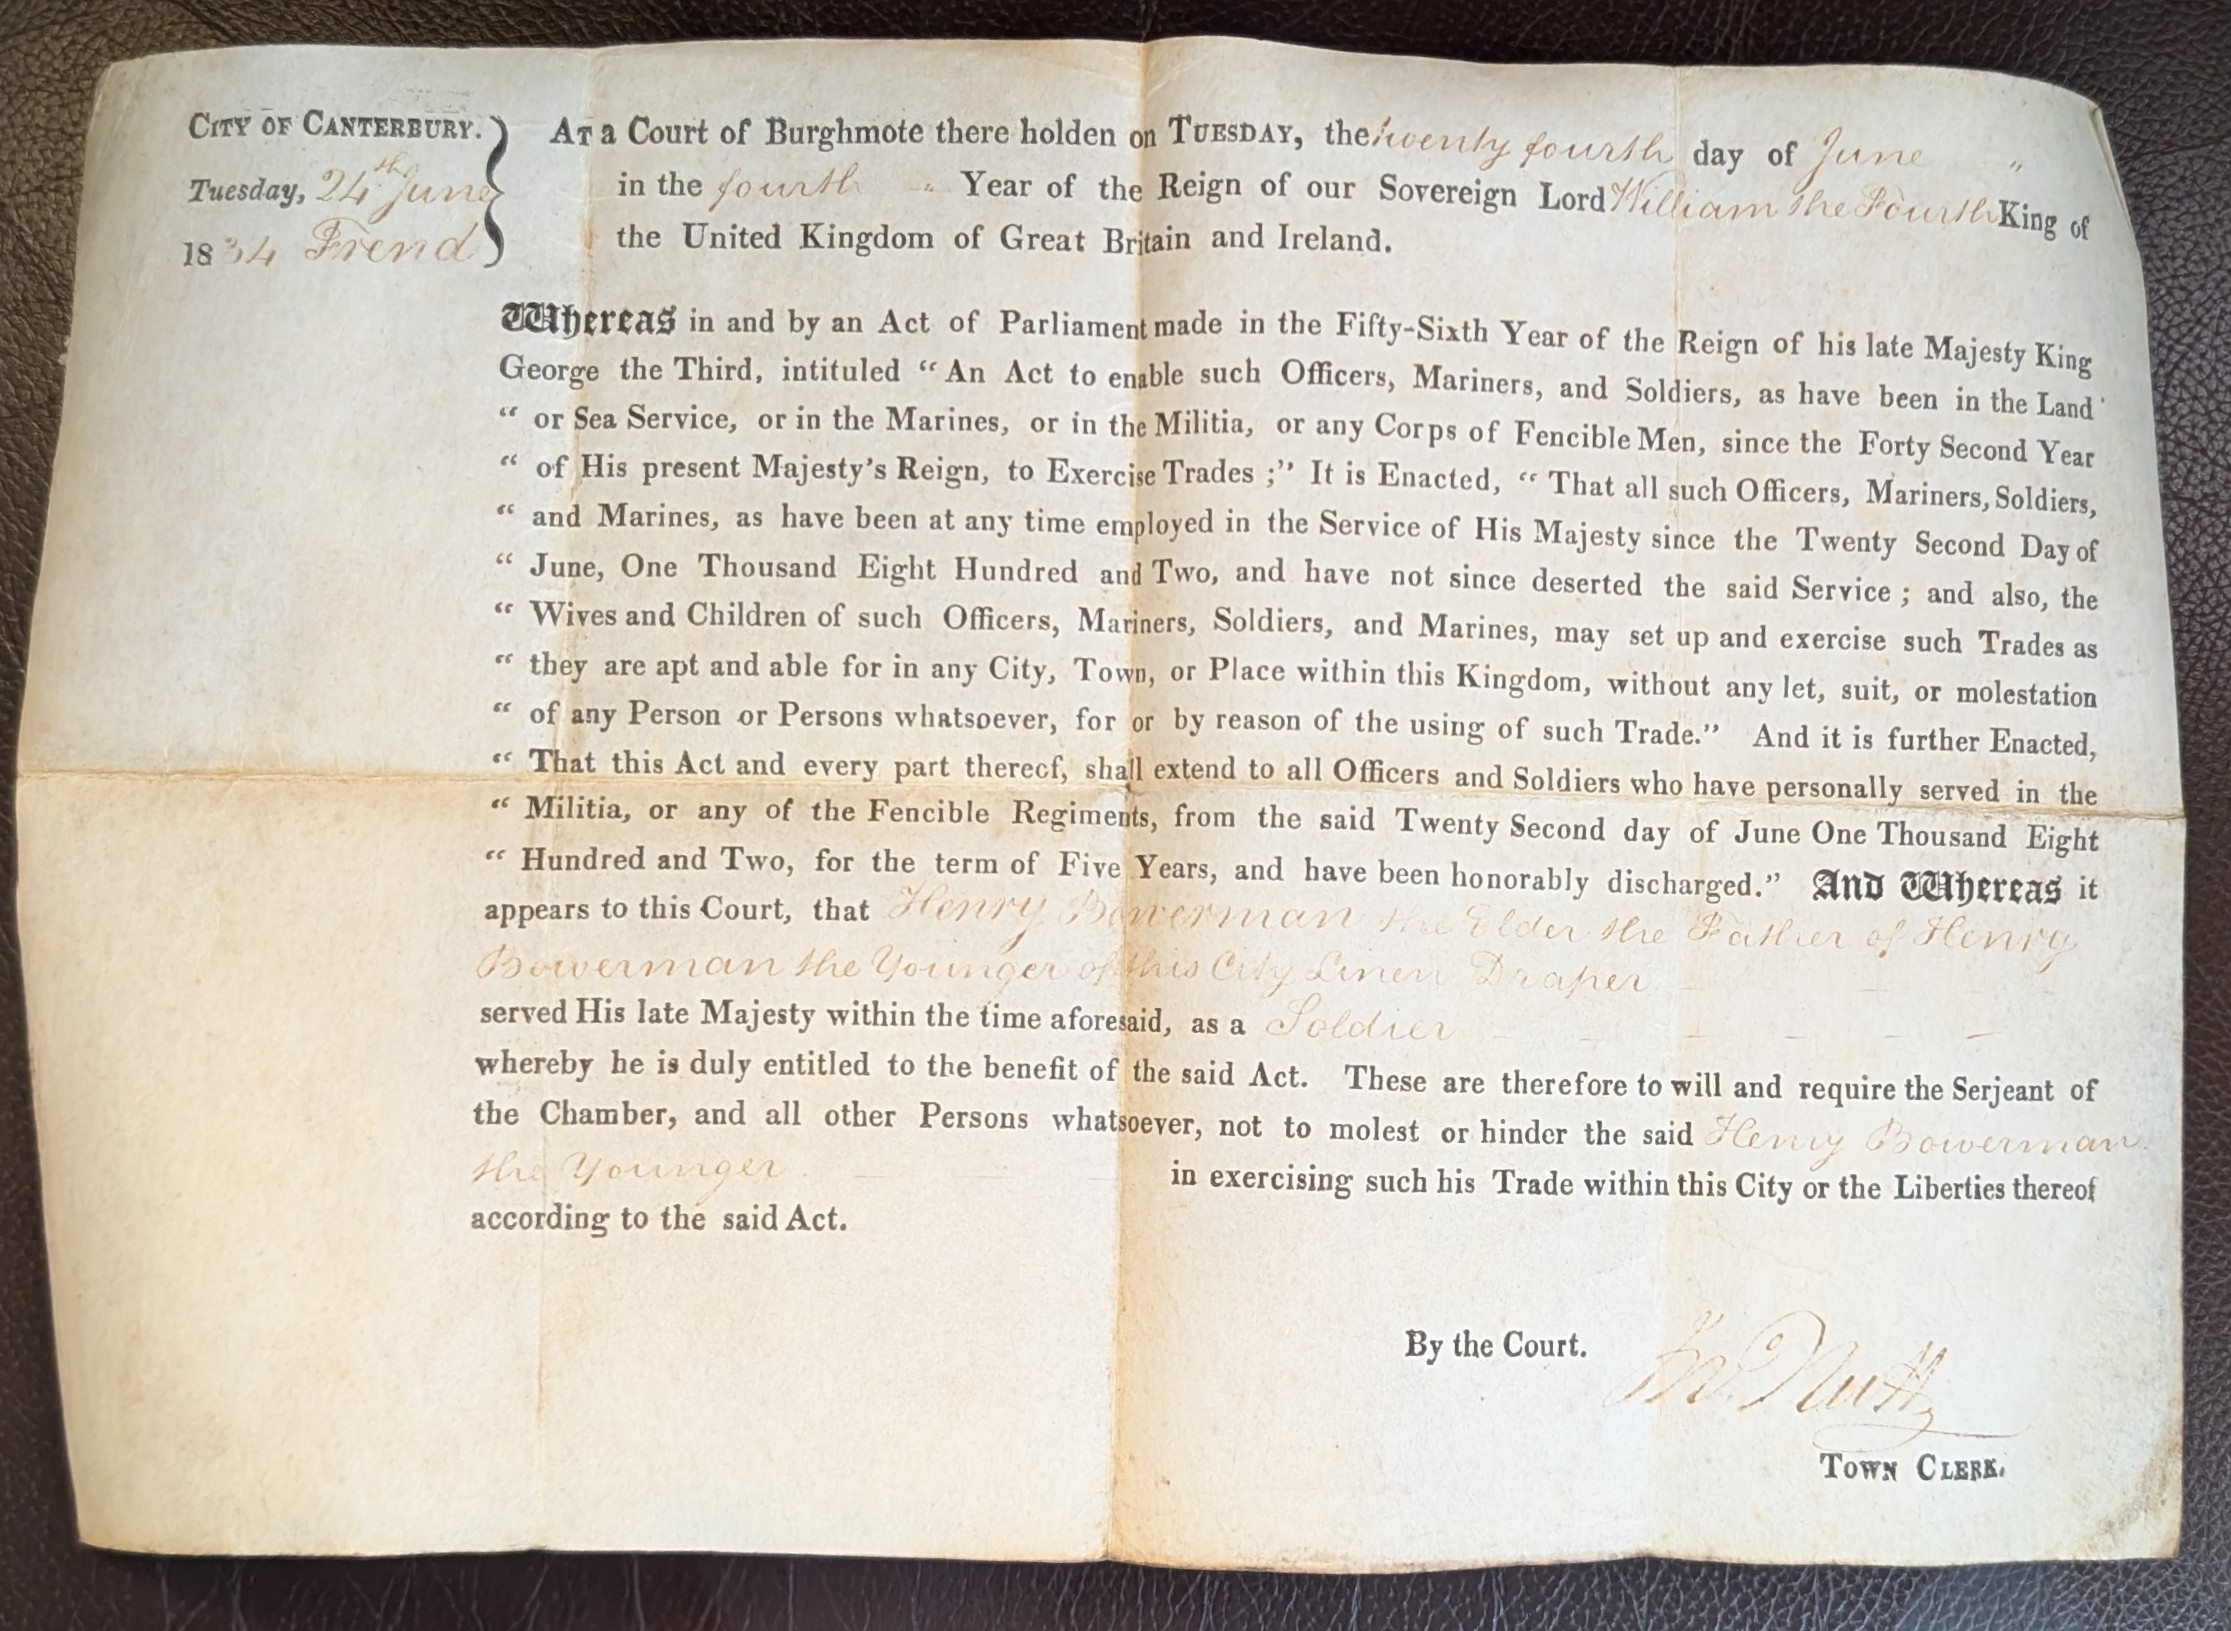 CITY OF CANTERBURY.
Tuesday, 24th June
1834 Frend
AT a Court of Burghmote there holden on TUESDAY, the twenty fourth day of June "
in the fourth " Year of the Reign of our Sovereign Lord William the Fourth King of
the United Kingdom of Great Britain and Ireland.
Whereas in and by an Act of Parliament made in the Fifty-Sixth Year of the Reign of his late Majesty King
George the Third, intituled “An Act to enable such Officers, Mariners, and Soldiers, as have been in the Land
“ or Sea Service, or in the Marines, or in the Militia, or any Corps of Fencible Men, since the Forty Second Year
“ of His present Majesty's Reign, to Exercise Trades ;” It is Enacted, “ That all such Officers, Mariners, Soldiers,
“ and Marines, as have been at any time employed in the Service of His Majesty since the Twenty Second Day of
“ June, One Thousand Eight Hundred and Two, and have not since deserted the said Service ; and also, the
“ Wives and Children of such Officers, Mariners, Soldiers, and Marines, may set up and exercise such Trades as
“ they are apt and able for in any City, Town, or Place within this Kingdom, without any let, suit, or molestation
“ of any Person or Persons whatsoever, for or by reason of the using of such Trade.” And it is further Enacted,
“ That this Act and every part thereof, shall extend to all Officers and Soldiers who have personally served in the
“ Militia, or any of the Fencible Regiments, from the said Twenty Second day of June One Thousand Eight
“ Hundred and Two, for the term of Five Years, and have been honorably discharged.” And Whereas it
appears to this Court, that Henry Bowerman the Elder the Father of Henry
Bowerman the Younger of this City Linen Draper
served His late Majesty within the time aforesaid, as a Soldier
whereby he is duly entitled to the benefit of the said Act. These are therefore to will and require the Serjeant of
the Chamber, and all other Persons whatsoever, not to molest or hinder the said Henry Bowerman
the Younger in exercising such his Trade within this City or the Liberties thereof
according to the said Act.
By the Court. Jno. Nutt
TOWN CLERK.